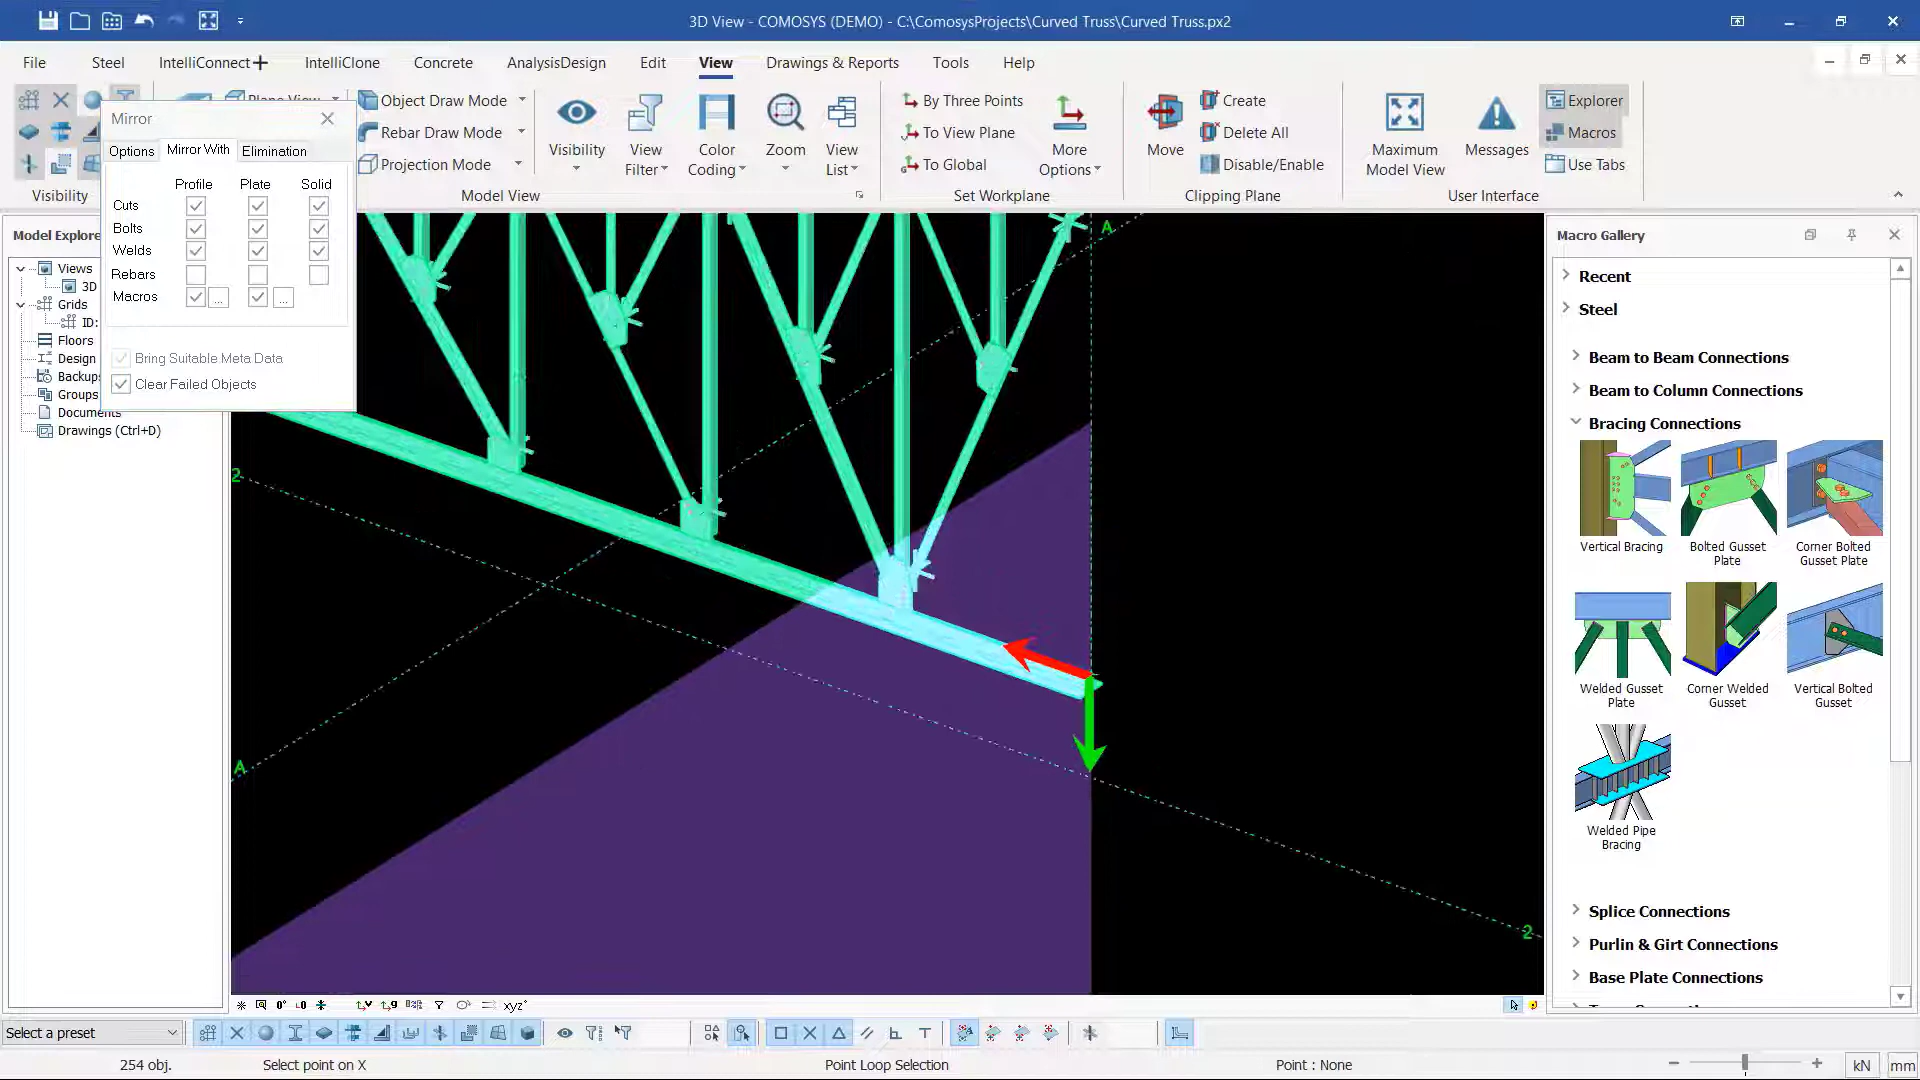 3D View - COMOSYS (DEMO) - C:\ComosysProjects\Curved Truss\Curved Truss.px2
File
Steel
IntelliConnect+
IntelliClone
Concrete
AnalysisDesign
Edit
View
Drawings & Reports
Tools
Help
Object Draw Mode
Rebar Draw Mode
Projection Mode
Visibility
View Filter
Color Coding
Zoom
View List
By Three Points
To View Plane
To Global
More Options
Move
Create
Delete All
Disable/Enable
Maximum Model View
Messages
Explorer
Macros
Use Tabs
Visibility
Model View
Set Workplane
Clipping Plane
User Interface
Mirror
Options
Mirror With
Elimination
Profile
Plate
Solid
Cuts
Bolts
Welds
Rebars
Macros
...
...
Bring Suitable Meta Data
Clear Failed Objects
Model Explore
Views
3D
Grids
ID:
Floors
Design
Backups
Groups
Documents
Drawings (Ctrl+D)
A
2
A
2
Macro Gallery
Recent
Steel
Beam to Beam Connections
Beam to Column Connections
Bracing Connections
Vertical Bracing
Bolted Gusset Plate
Corner Bolted Gusset Plate
Welded Gusset Plate
Corner Welded Gusset
Vertical Bolted Gusset
Welded Pipe Bracing
Splice Connections
Purlin & Girt Connections
Base Plate Connections
xyz
Select a preset
254 obj.
Select point on X
Point Loop Selection
Point : None
kN
mm